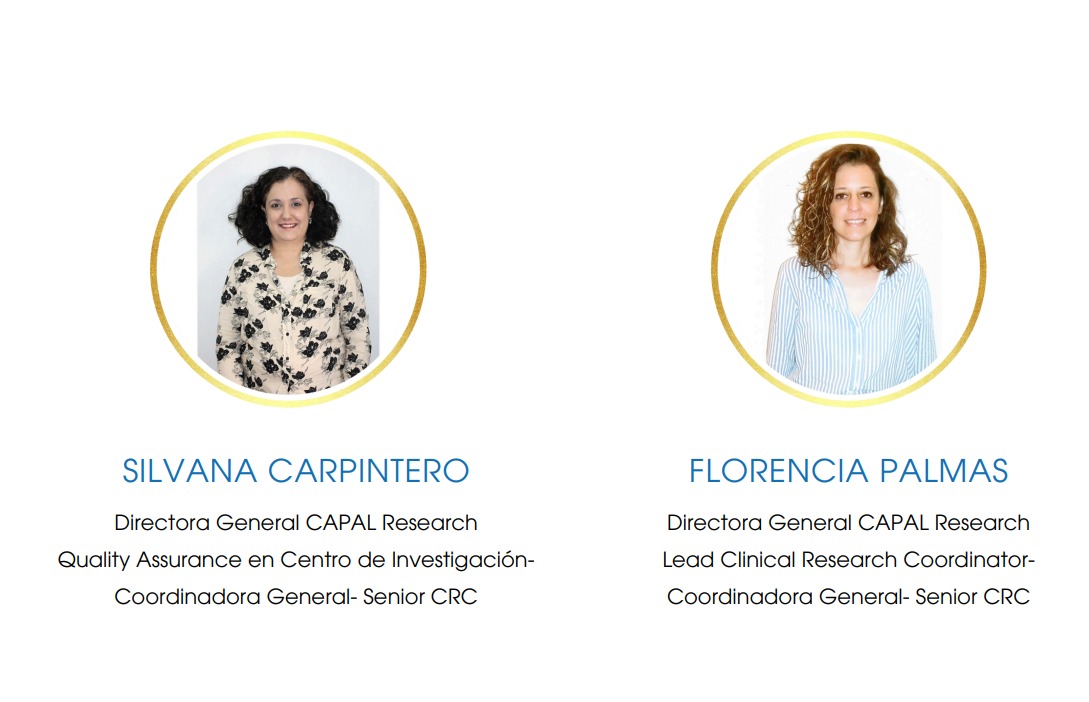 SILVANA CARPINTERO
Directora General CAPAL Research
Quality Assurance en Centro de Investigación-
Coordinadora General- Senior CRC
FLORENCIA PALMAS
Directora General CAPAL Research
Lead Clinical Research Coordinator-
Coordinadora General- Senior CRC